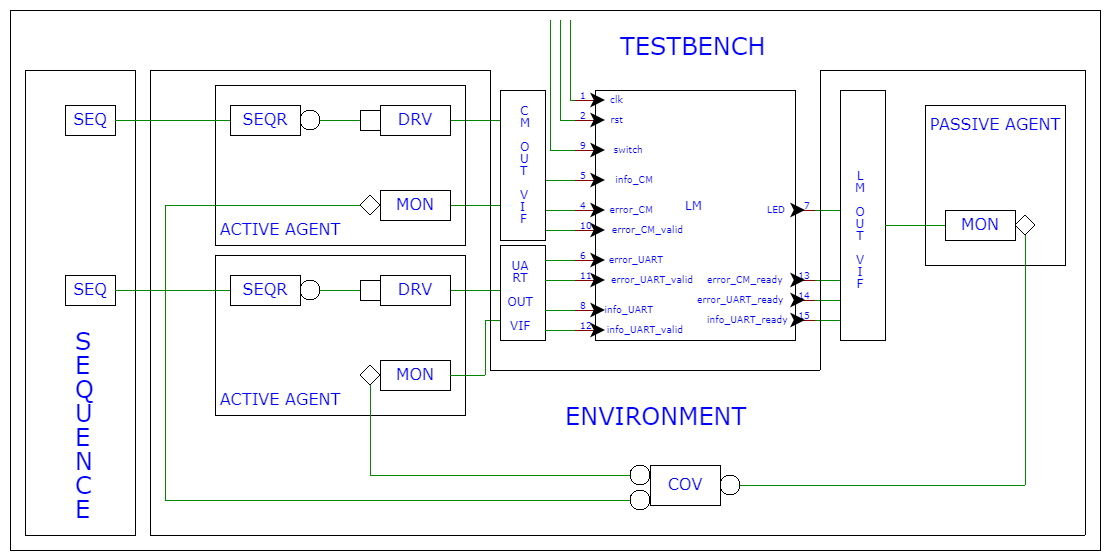 TESTBENCH
SEQ
SEQR
DRV
MON
ACTIVE AGENT
SEQ
SEQR
DRV
MON
ACTIVE AGENT
SEQUENCE
CM OUT VIF
UA
RT
OUT
VIF
1 clk
2 rst
9 switch
5 info_CM
4 error_CM
10 error_CM_valid
6 error_UART
11 error_UART_valid
8 info_UART
12 info_UART_valid
LM
LED 7
error_CM_ready 13
error_UART_ready 14
info_UART_ready 15
LM OUT VIF
PASSIVE AGENT
MON
ENVIRONMENT
COV